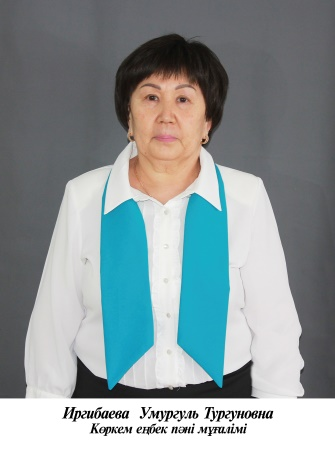 Иргибаева Умургуль Тургуновна
Көркем еңбек пәні мұғалімі